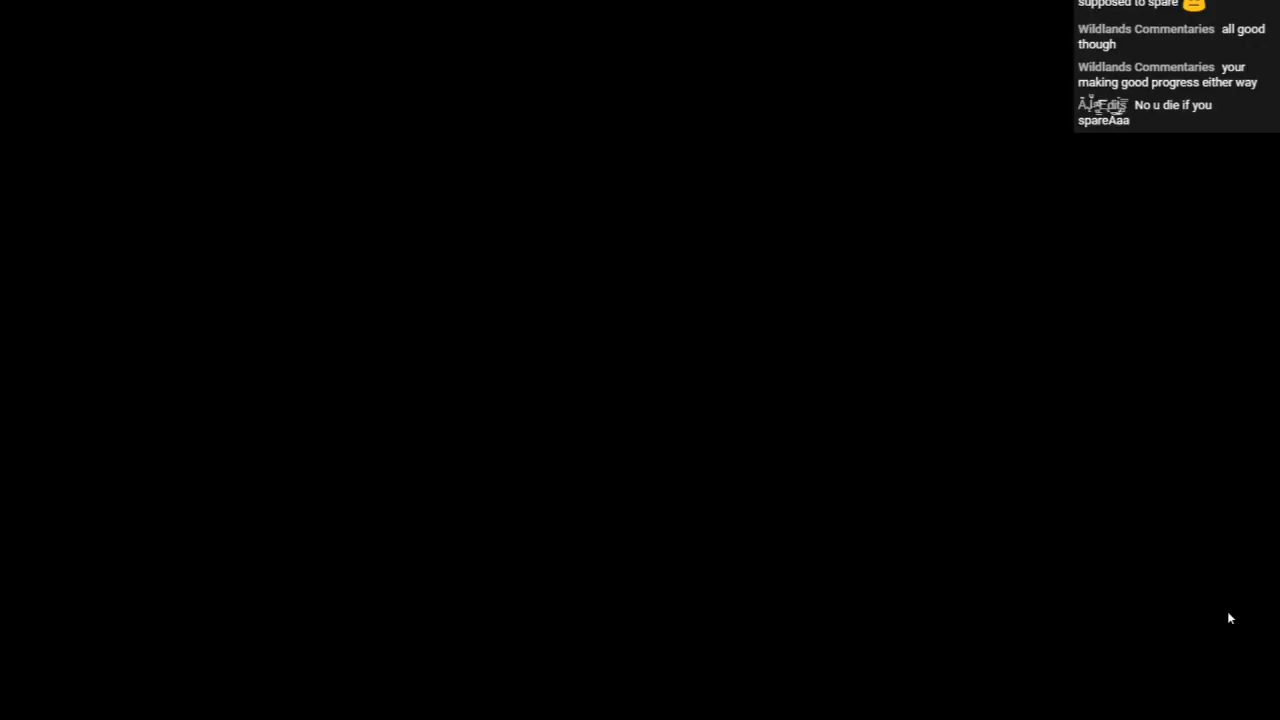 supposed to spare
Wildlands Commentaries all good
though
Wildlands Commentaries your
making good progress either way
No u die if you
spareAaa